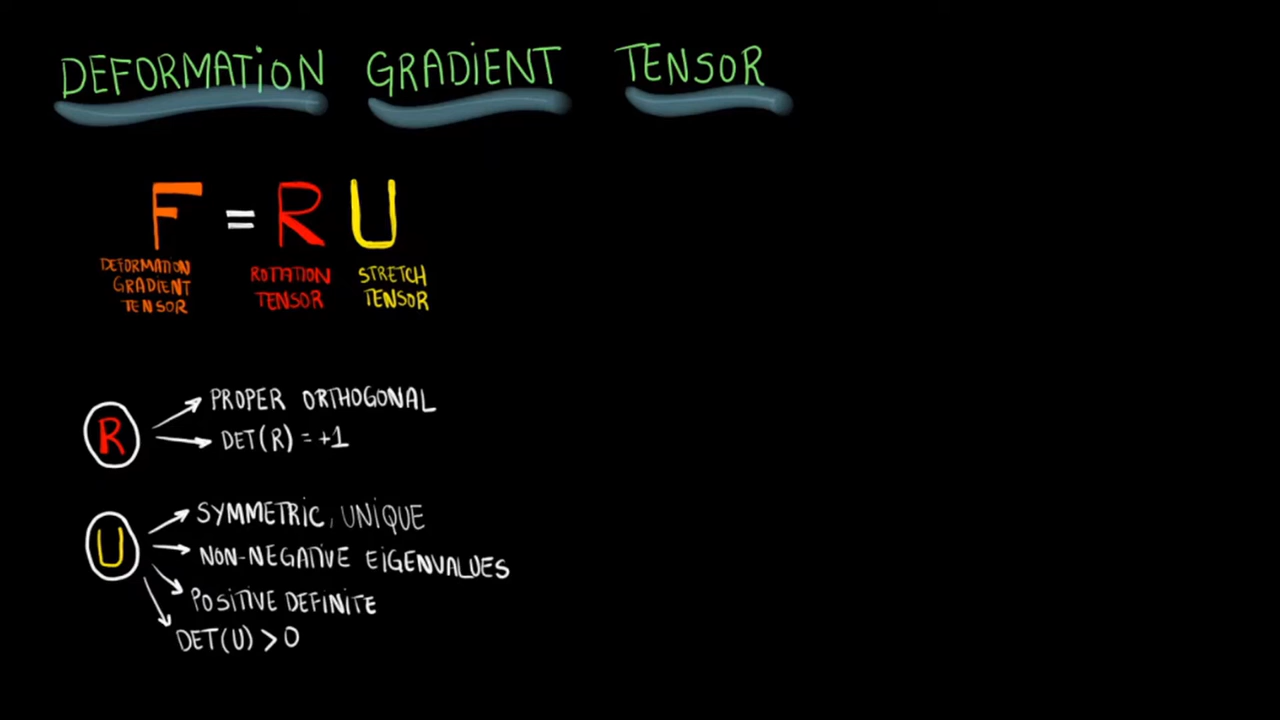 DEFORMATION GRADIENT TENSOR
F = R U
DEFORMATION GRADIENT TENSOR
ROTATION TENSOR
STRETCH TENSOR
R
PROPER ORTHOGONAL
DET(R) = +1
U
SYMMETRIC, UNIQUE
NON-NEGATIVE EIGENVALUES
POSITIVE DEFINITE
DET(U) > 0